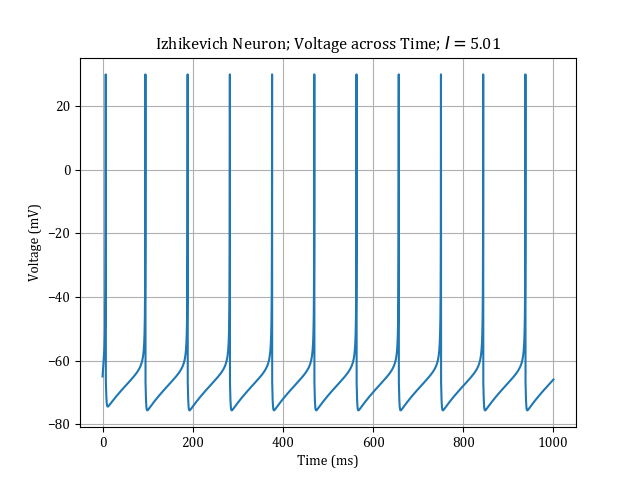 Izhikevich Neuron; Voltage across Time; I = 5.01
Voltage (mV)
20
0
−20
−40
−60
−80
0 200 400 600 800 1000
Time (ms)